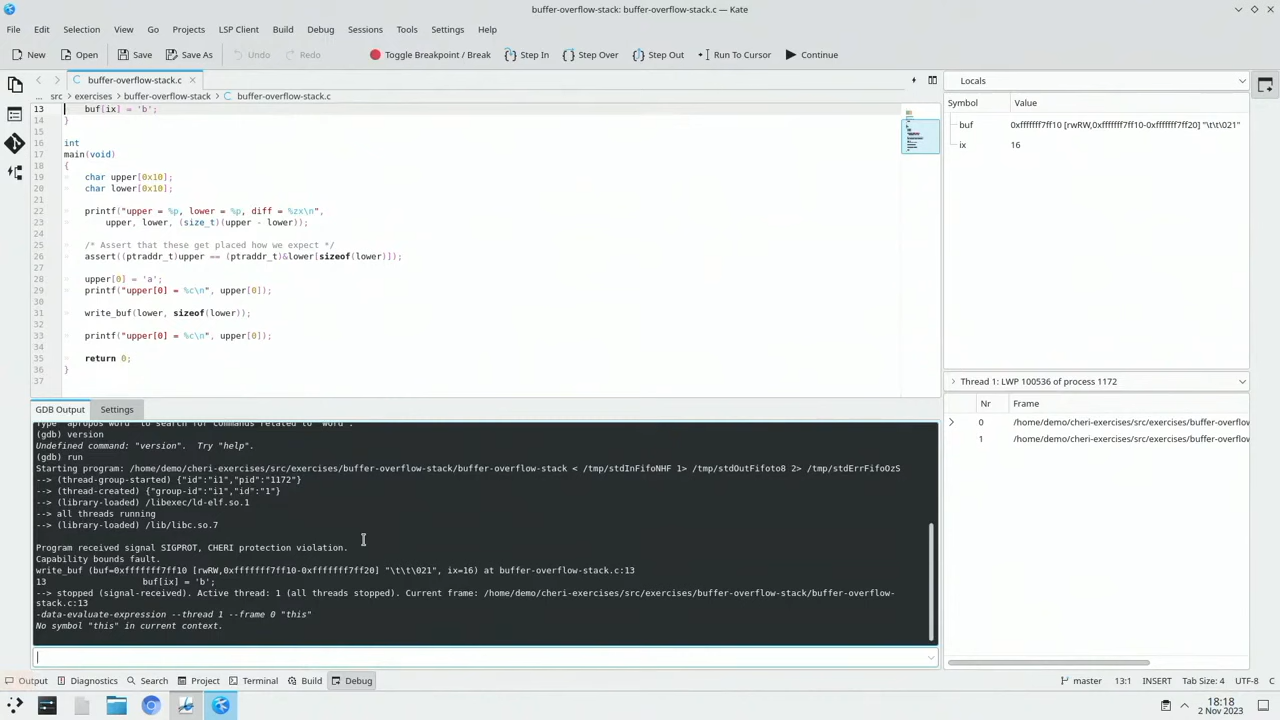 buffer-overflow-stack: buffer-overflow-stack.c — Kate
File Edit Selection View Go Projects LSP Client Build Debug Sessions Tools Settings Help
New Open Save Save As Undo Redo Toggle Breakpoint / Break Step In Step Over Step Out Run To Cursor Continue
buffer-overflow-stack.c
... src exercises buffer-overflow-stack buffer-overflow-stack.c
13 buf[ix] = 'b';
14 }
15
16 int
17 main(void)
18 {
19 char upper[0x10];
20 char lower[0x10];
21
22 printf("upper = %p, lower = %p, diff = %zx\n",
23 upper, lower, (size_t)(upper - lower));
24
25 /* Assert that these get placed how we expect */
26 assert((ptraddr_t)upper == (ptraddr_t)&lower[sizeof(lower)]);
27
28 upper[0] = 'a';
29 printf("upper[0] = %c\n", upper[0]);
30
31 write_buf(lower, sizeof(lower));
32
33 printf("upper[0] = %c\n", upper[0]);
34
35 return 0;
36 }
37
Locals
Symbol Value
buf 0xfffffff7ff10 [rwRW,0xfffffff7ff10-0xfffffff7ff20] "\t\t\021"
ix 16
Thread 1: LWP 100536 of process 1172
Nr Frame
0 /home/demo/cheri-exercises/src/exercises/buffer-overflow
1 /home/demo/cheri-exercises/src/exercises/buffer-overflow
GDB Output Settings
Type "apropos word" to search for commands related to "word".
(gdb) version
Undefined command: "version". Try "help".
(gdb) run
Starting program: /home/demo/cheri-exercises/src/exercises/buffer-overflow-stack/buffer-overflow-stack < /tmp/stdInFifoNHF 1> /tmp/stdOutFifoto8 2> /tmp/stdErrFifoOzS
--> (thread-group-started) {"id":"i1","pid":"1172"}
--> (thread-created) {"group-id":"i1","id":"1"}
--> (library-loaded) /libexec/ld-elf.so.1
--> all threads running
--> (library-loaded) /lib/libc.so.7
Program received signal SIGPROT, CHERI protection violation.
Capability bounds fault.
write_buf (buf=0xfffffff7ff10 [rwRW,0xfffffff7ff10-0xfffffff7ff20] "\t\t\021", ix=16) at buffer-overflow-stack.c:13
13 buf[ix] = 'b';
--> stopped (signal-received). Active thread: 1 (all threads stopped). Current frame: /home/demo/cheri-exercises/src/exercises/buffer-overflow-stack/buffer-overflow-
stack.c:13
-data-evaluate-expression --thread 1 --frame 0 "this"
No symbol "this" in current context.
Output Diagnostics Search Project Terminal Build Debug master 13:1 INSERT Tab Size: 4 UTF-8 C
18:18
2 Nov 2023